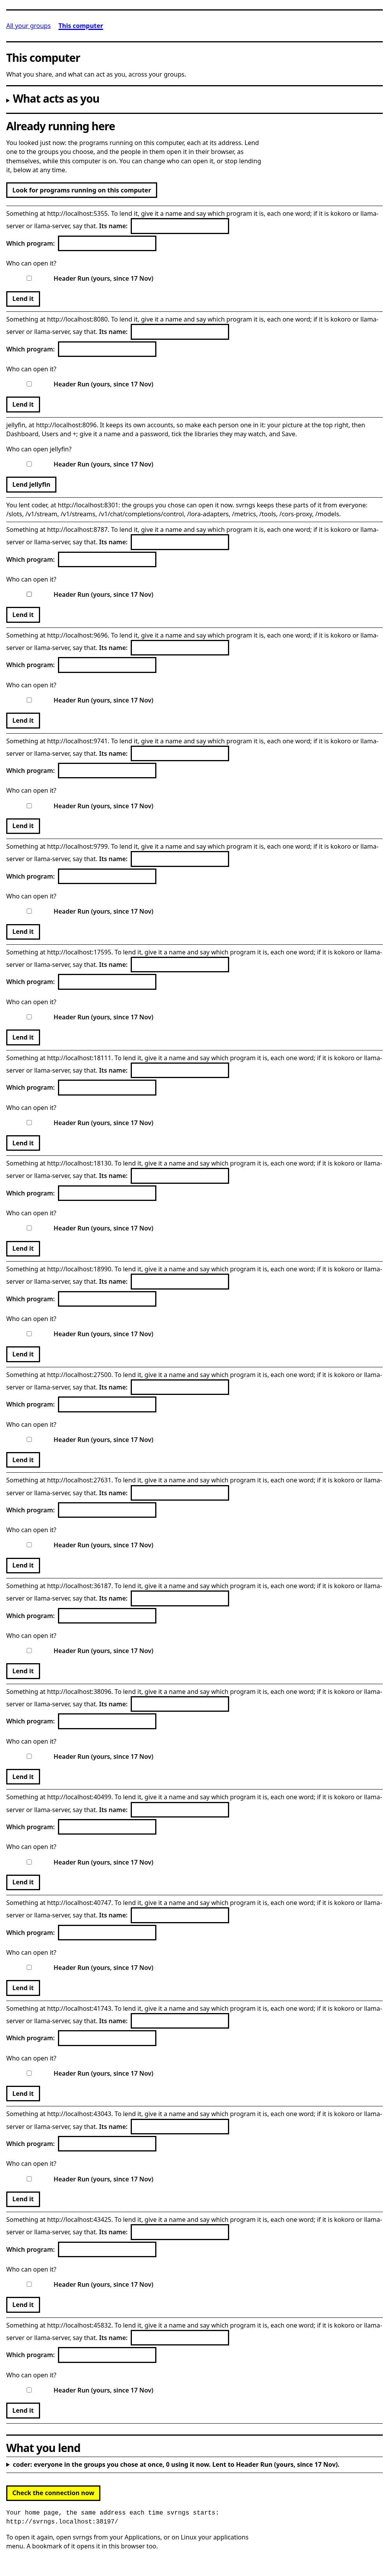 All your groups This computer
This computer
What you share, and what can act as you, across your groups.
▸ What acts as you
Already running here
You looked just now: the programs running on this computer, each at its address. Lend
one to the groups you choose, and the people in them open it in their browser, as
themselves, while this computer is on. You can change who can open it, or stop lending
it, below at any time.
Look for programs running on this computer
Something at http://localhost:5355. To lend it, give it a name and say which program it is, each one word; if it is kokoro or llama-
server or llama-server, say that. Its name:
Which program:
Who can open it?
Header Run (yours, since 17 Nov)
Lend it
Something at http://localhost:8080. To lend it, give it a name and say which program it is, each one word; if it is kokoro or llama-
server or llama-server, say that. Its name:
Which program:
Who can open it?
Header Run (yours, since 17 Nov)
Lend it
jellyfin, at http://localhost:8096. It keeps its own accounts, so make each person one in it: your picture at the top right, then
Dashboard, Users and +; give it a name and a password, tick the libraries they may watch, and Save.
Who can open jellyfin?
Header Run (yours, since 17 Nov)
Lend jellyfin
You lent coder, at http://localhost:8301: the groups you chose can open it now. svrngs keeps these parts of it from everyone:
/slots, /v1/stream, /v1/streams, /v1/chat/completions/control, /lora-adapters, /metrics, /tools, /cors-proxy, /models.
Something at http://localhost:8787. To lend it, give it a name and say which program it is, each one word; if it is kokoro or llama-
server or llama-server, say that. Its name:
Which program:
Who can open it?
Header Run (yours, since 17 Nov)
Lend it
Something at http://localhost:9696. To lend it, give it a name and say which program it is, each one word; if it is kokoro or llama-
server or llama-server, say that. Its name:
Which program:
Who can open it?
Header Run (yours, since 17 Nov)
Lend it
Something at http://localhost:9741. To lend it, give it a name and say which program it is, each one word; if it is kokoro or llama-
server or llama-server, say that. Its name:
Which program:
Who can open it?
Header Run (yours, since 17 Nov)
Lend it
Something at http://localhost:9799. To lend it, give it a name and say which program it is, each one word; if it is kokoro or llama-
server or llama-server, say that. Its name:
Which program:
Who can open it?
Header Run (yours, since 17 Nov)
Lend it
Something at http://localhost:17595. To lend it, give it a name and say which program it is, each one word; if it is kokoro or llama-
server or llama-server, say that. Its name:
Which program:
Who can open it?
Header Run (yours, since 17 Nov)
Lend it
Something at http://localhost:18111. To lend it, give it a name and say which program it is, each one word; if it is kokoro or llama-
server or llama-server, say that. Its name:
Which program:
Who can open it?
Header Run (yours, since 17 Nov)
Lend it
Something at http://localhost:18130. To lend it, give it a name and say which program it is, each one word; if it is kokoro or llama-
server or llama-server, say that. Its name:
Which program:
Who can open it?
Header Run (yours, since 17 Nov)
Lend it
Something at http://localhost:18990. To lend it, give it a name and say which program it is, each one word; if it is kokoro or llama-
server or llama-server, say that. Its name:
Which program:
Who can open it?
Header Run (yours, since 17 Nov)
Lend it
Something at http://localhost:27500. To lend it, give it a name and say which program it is, each one word; if it is kokoro or llama-
server or llama-server, say that. Its name:
Which program:
Who can open it?
Header Run (yours, since 17 Nov)
Lend it
Something at http://localhost:27631. To lend it, give it a name and say which program it is, each one word; if it is kokoro or llama-
server or llama-server, say that. Its name:
Which program:
Who can open it?
Header Run (yours, since 17 Nov)
Lend it
Something at http://localhost:36187. To lend it, give it a name and say which program it is, each one word; if it is kokoro or llama-
server or llama-server, say that. Its name:
Which program:
Who can open it?
Header Run (yours, since 17 Nov)
Lend it
Something at http://localhost:38096. To lend it, give it a name and say which program it is, each one word; if it is kokoro or llama-
server or llama-server, say that. Its name:
Which program:
Who can open it?
Header Run (yours, since 17 Nov)
Lend it
Something at http://localhost:40499. To lend it, give it a name and say which program it is, each one word; if it is kokoro or llama-
server or llama-server, say that. Its name:
Which program:
Who can open it?
Header Run (yours, since 17 Nov)
Lend it
Something at http://localhost:40747. To lend it, give it a name and say which program it is, each one word; if it is kokoro or llama-
server or llama-server, say that. Its name:
Which program:
Who can open it?
Header Run (yours, since 17 Nov)
Lend it
Something at http://localhost:41743. To lend it, give it a name and say which program it is, each one word; if it is kokoro or llama-
server or llama-server, say that. Its name:
Which program:
Who can open it?
Header Run (yours, since 17 Nov)
Lend it
Something at http://localhost:43043. To lend it, give it a name and say which program it is, each one word; if it is kokoro or llama-
server or llama-server, say that. Its name:
Which program:
Who can open it?
Header Run (yours, since 17 Nov)
Lend it
Something at http://localhost:43425. To lend it, give it a name and say which program it is, each one word; if it is kokoro or llama-
server or llama-server, say that. Its name:
Which program:
Who can open it?
Header Run (yours, since 17 Nov)
Lend it
Something at http://localhost:45832. To lend it, give it a name and say which program it is, each one word; if it is kokoro or llama-
server or llama-server, say that. Its name:
Which program:
Who can open it?
Header Run (yours, since 17 Nov)
Lend it
What you lend
▸ coder: everyone in the groups you chose at once, 0 using it now. Lent to Header Run (yours, since 17 Nov).
Check the connection now
Your home page, the same address each time svrngs starts:
http://svrngs.localhost:38197/
To open it again, open svrngs from your Applications, or on Linux your applications
menu. A bookmark of it opens it in this browser too.